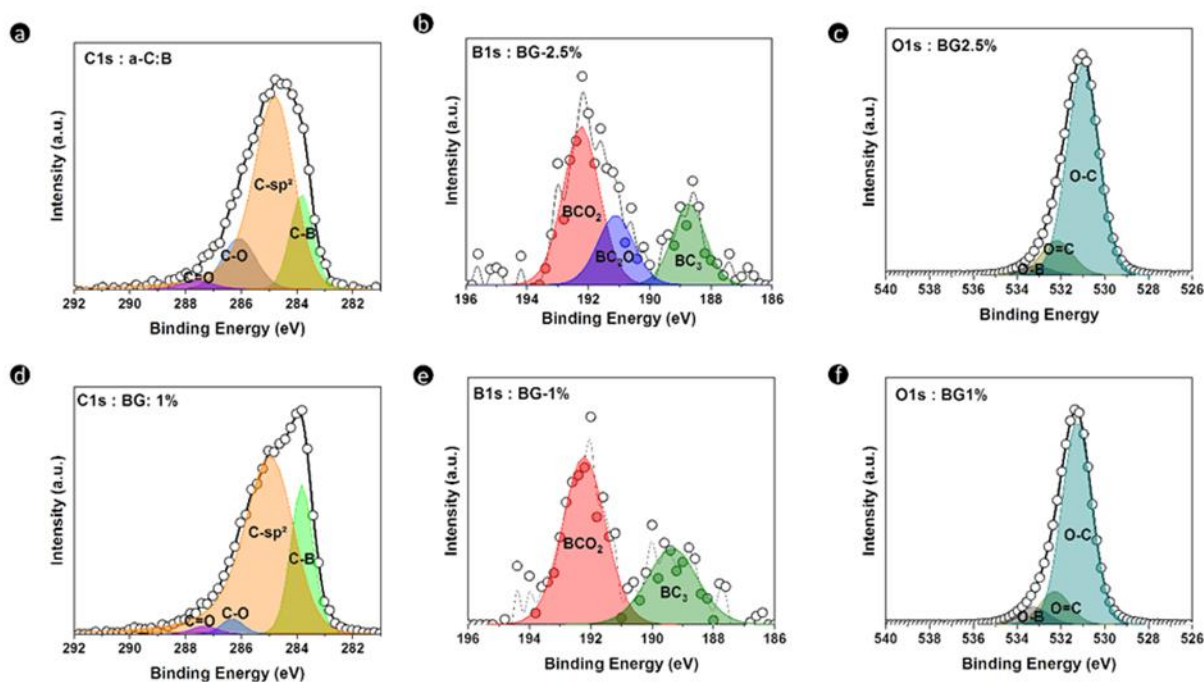 a
C1s : a-C:B
Intensity (a.u.)
C-sp²
C-B
C-O
C=O
292 290 288 286 284 282
Binding Energy (eV)
b
B1s : BG-2.5%
Intensity (a.u.)
BCO₂
BC₂O
BC₃
196 194 192 190 188 186
Binding Energy (eV)
c
O1s : BG2.5%
Intensity (a.u.)
O-C
O=C
O-B
540 538 536 534 532 530 528 526
Binding Energy
d
C1s : BG: 1%
Intensity (a.u.)
C-sp²
C-B
C-O
C=O
292 290 288 286 284 282
Binding Energy (eV)
e
B1s : BG-1%
Intensity (a.u.)
BCO₂
BC₃
196 194 192 190 188 186
Binding Energy (eV)
f
O1s : BG1%
Intensity (a.u.)
O-C
O=C
O-B
540 538 536 534 532 530 528 526
Binding Energy (eV)